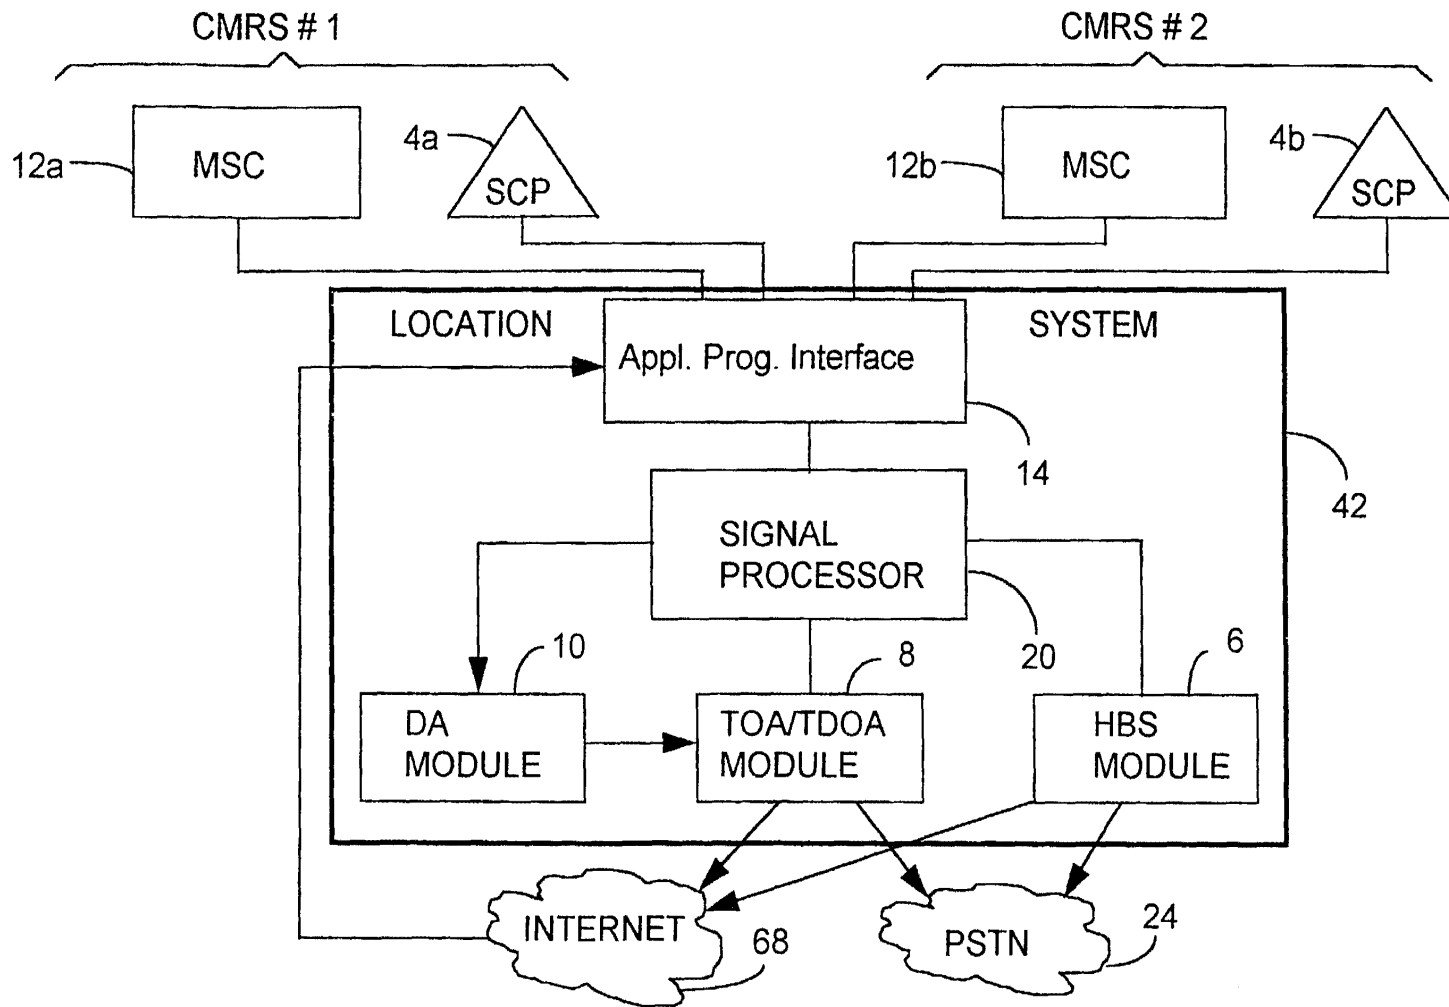 CMRS # 1
CMRS # 2
12a
MSC
4a
SCP
12b
MSC
4b
SCP
LOCATION
SYSTEM
Appl. Prog. Interface
14
42
SIGNAL
PROCESSOR
20
10
8
6
DA
MODULE
TOA/TDOA
MODULE
HBS
MODULE
INTERNET
68
PSTN
24